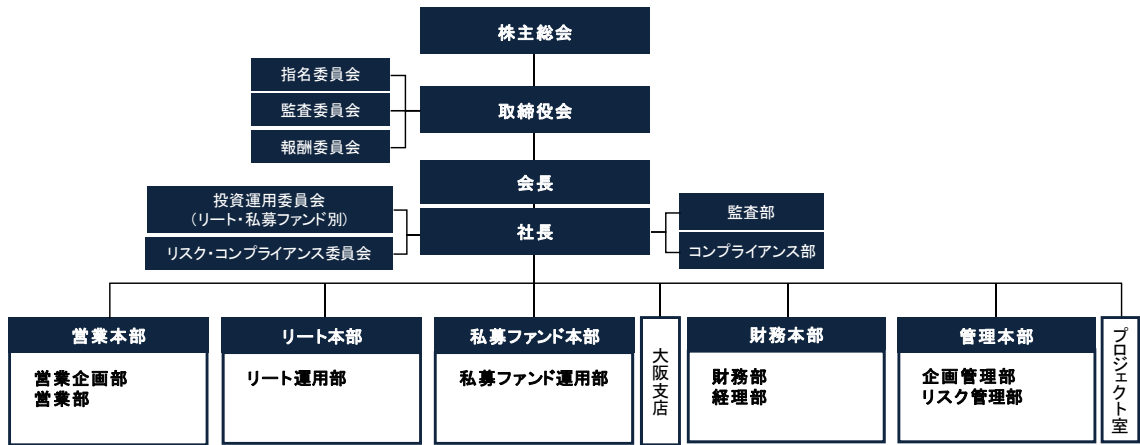 株主総会
指名委員会
監査委員会
報酬委員会
取締役会
会長
投資運用委員会
(リート・私募ファンド別)
リスク・コンプライアンス委員会
社長
監査部
コンプライアンス部
営業本部
営業企画部
営業部
リート本部
リート運用部
私募ファンド本部
私募ファンド運用部
大阪支店
財務本部
財務部
経理部
管理本部
企画管理部
リスク管理部
プロジェクト室